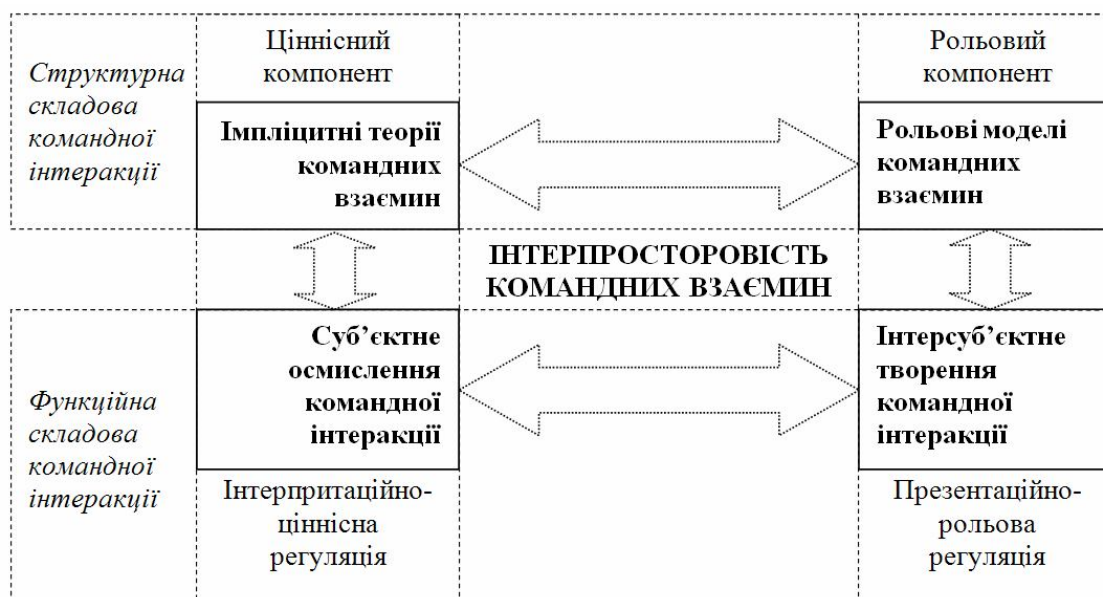 Ціннісний
компонент
Рольовий
компонент
Структурна
складова
командної
інтеракції
Імпліцитні теорії
командних
взаємин
Рольові моделі
командних
взаємин
ІНТЕРПРОСТОРОВІСТЬ
КОМАНДНИХ ВЗАЄМИН
Функційна
складова
командної
інтеракції
Суб’єктне
осмислення
командної
інтеракції
Інтерсуб’єктне
творення
командної
інтеракції
Інтерпритаційно-
ціннісна
регуляція
Презентаційно-
рольова
регуляція